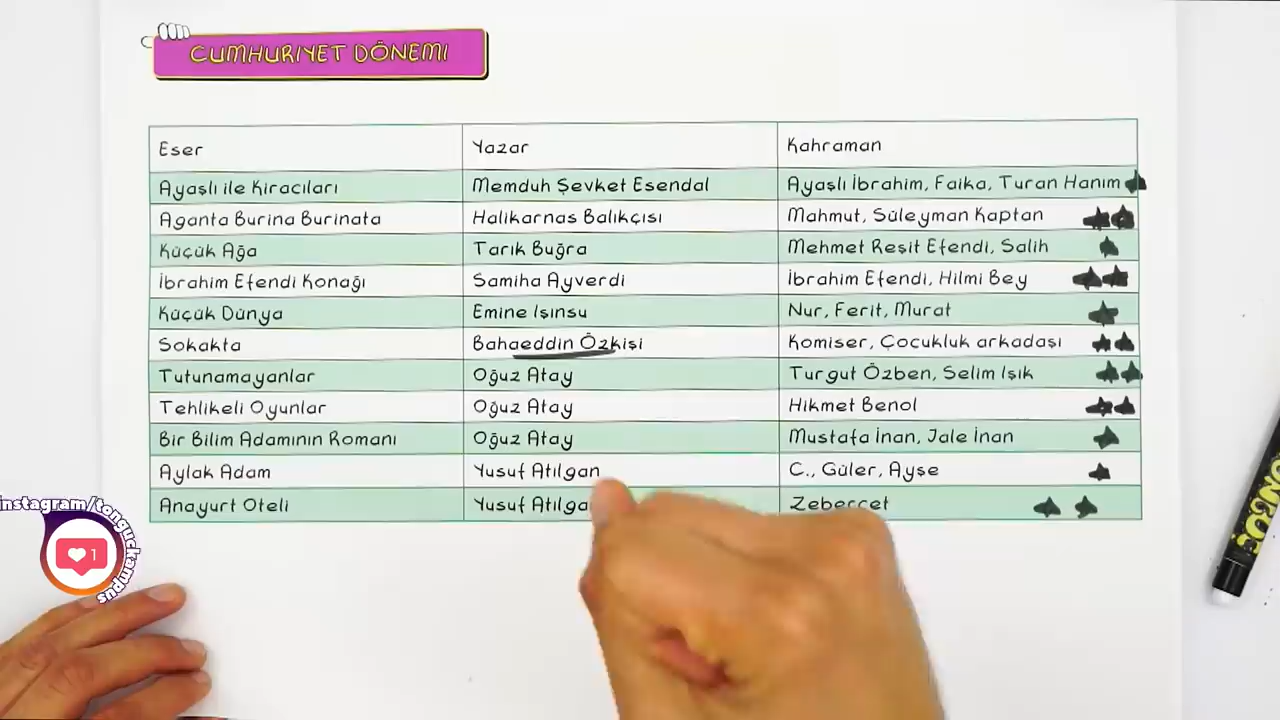 CUMHURIYET DÖNEMI
Eser Yazar Kahraman
Ayaşlı ile Kiracıları Memduh Şevket Esendal Ayaşlı İbrahim, Faika, Turan Hanım
Aganta Burina Burinata Halikarnas Balıkçısı Mahmut, Süleyman Kaptan
Küçük Ağa Tarık Buğra Mehmet Reşit Efendi, Salih
İbrahim Efendi Konağı Samiha Ayverdi İbrahim Efendi, Hilmi Bey
Küçük Dünya Emine Işınsu Nur, Ferit, Murat
Sokakta Bahaeddin Özkişi Komiser, Çocukluk arkadaşı
Tutunamayanlar Oğuz Atay Turgut Özben, Selim Işık
Tehlikeli Oyunlar Oğuz Atay Hikmet Benol
Bir Bilim Adamının Romanı Oğuz Atay Mustafa İnan, Jale İnan
Aylak Adam Yusuf Atılgan C., Güler, Ayşe
Anayurt Oteli Yusuf Zebercet
instagram/tonguckampus
1